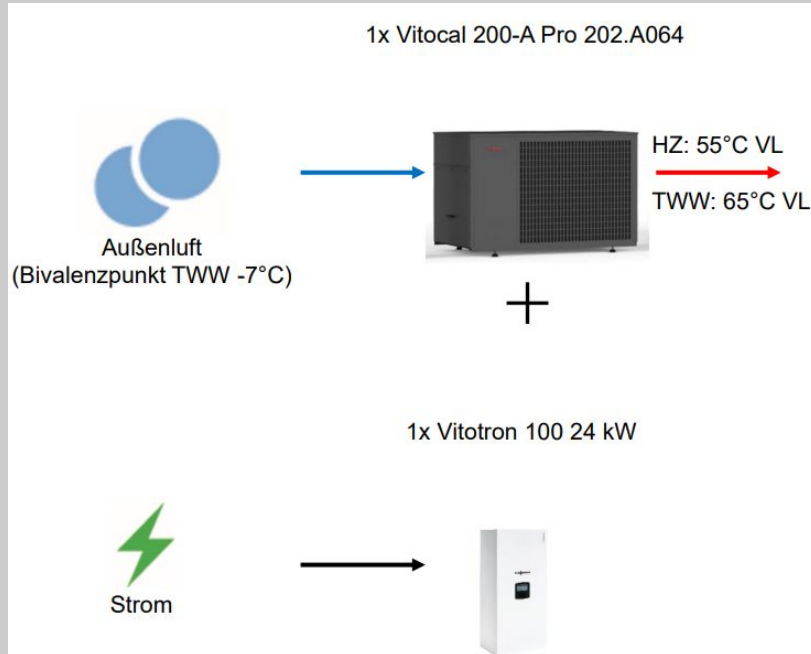 1x Vitocal 200-A Pro 202.A064
HZ: 55°C VL
TWW: 65°C VL
Außenluft
(Bivalenzpunkt TWW -7°C)
+
1x Vitotron 100 24 kW
Strom